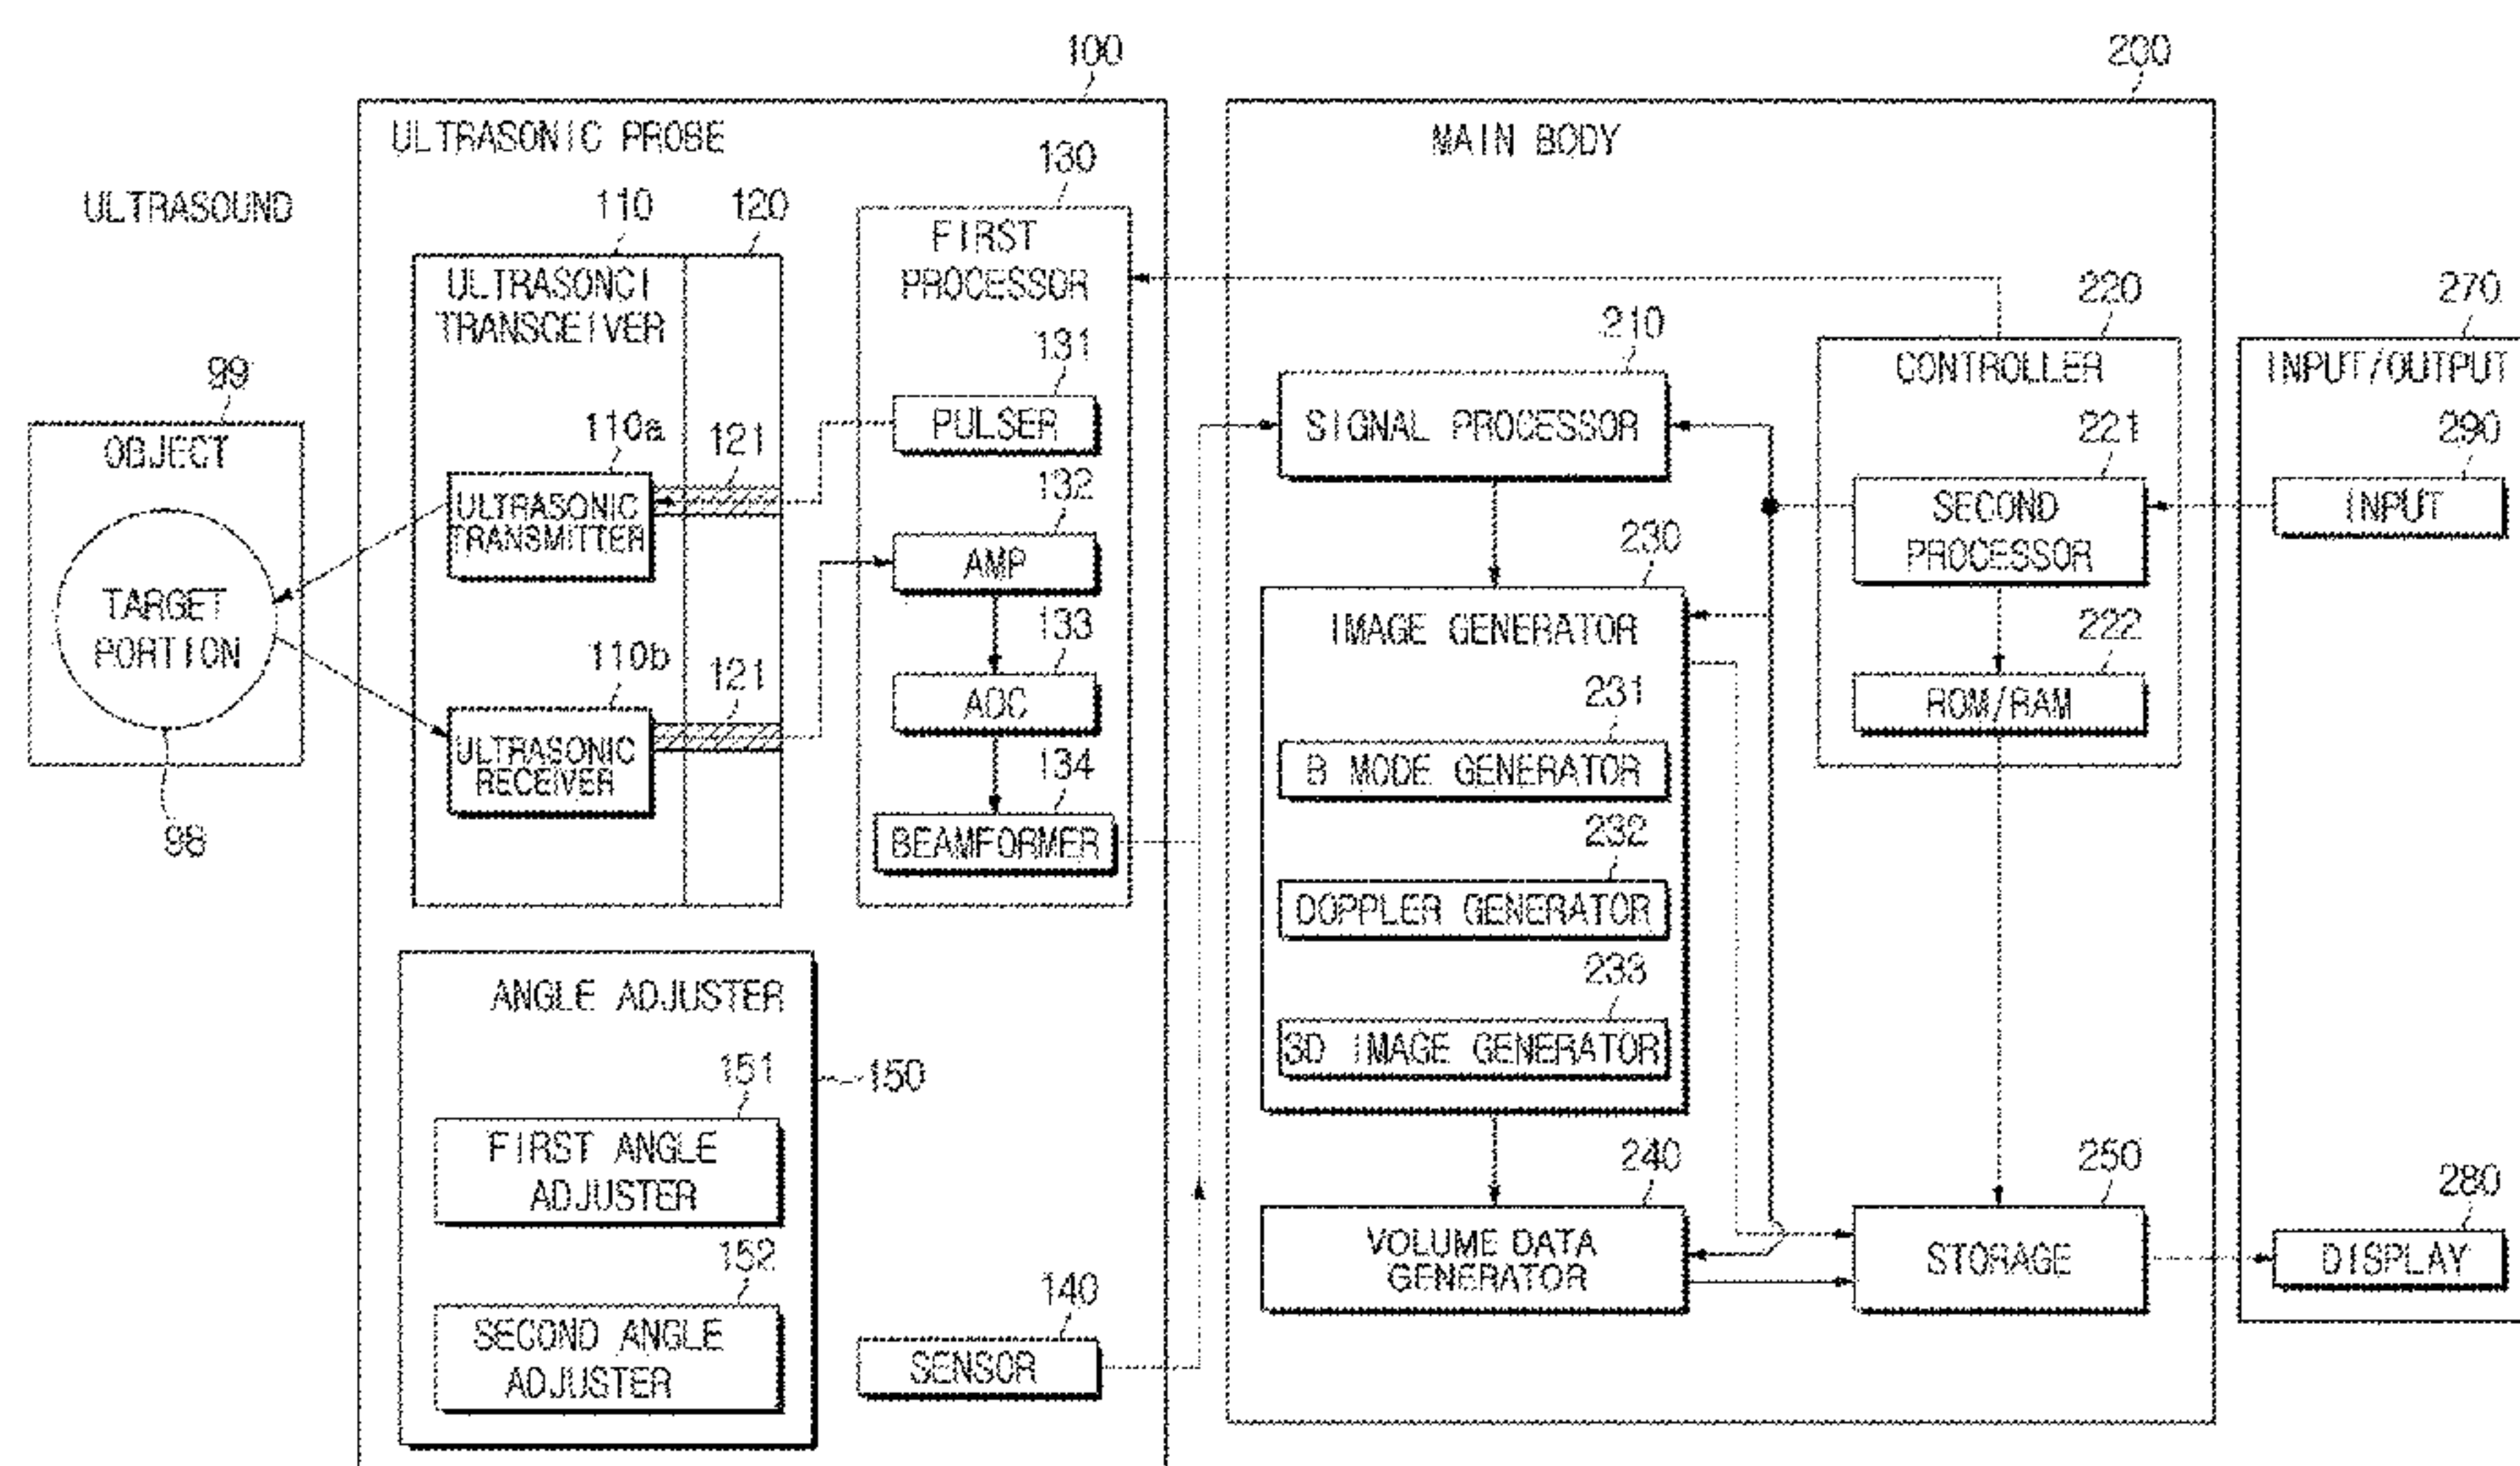 100
200
ULTRASONIC PROBE
MAIN BODY
ULTRASOUND
110
120
130
ULTRASONCI
TRANSCEIVER
FIRST
PROCESSOR
99
OBJECT
TARGET
PORTION
98
110a
121
ULTRASONIC
TRANSMITTER
110b
121
ULTRASONIC
RECEIVER
131
PULSER
132
AMP
133
ADC
134
BEAMFORMER
ANGLE ADJUSTER
150
151
FIRST ANGLE
ADJUSTER
152
SECOND ANGLE
ADJUSTER
140
SENSOR
210
SIGNAL PROCESSOR
230
IMAGE GENERATOR
231
B MODE GENERATOR
232
DOPPLER GENERATOR
233
3D IMAGE GENERATOR
240
VOLUME DATA
GENERATOR
220
CONTROLLER
221
SECOND
PROCESSOR
222
ROM/RAM
250
STORAGE
270
INPUT/OUTPUT
290
INPUT
280
DISPLAY